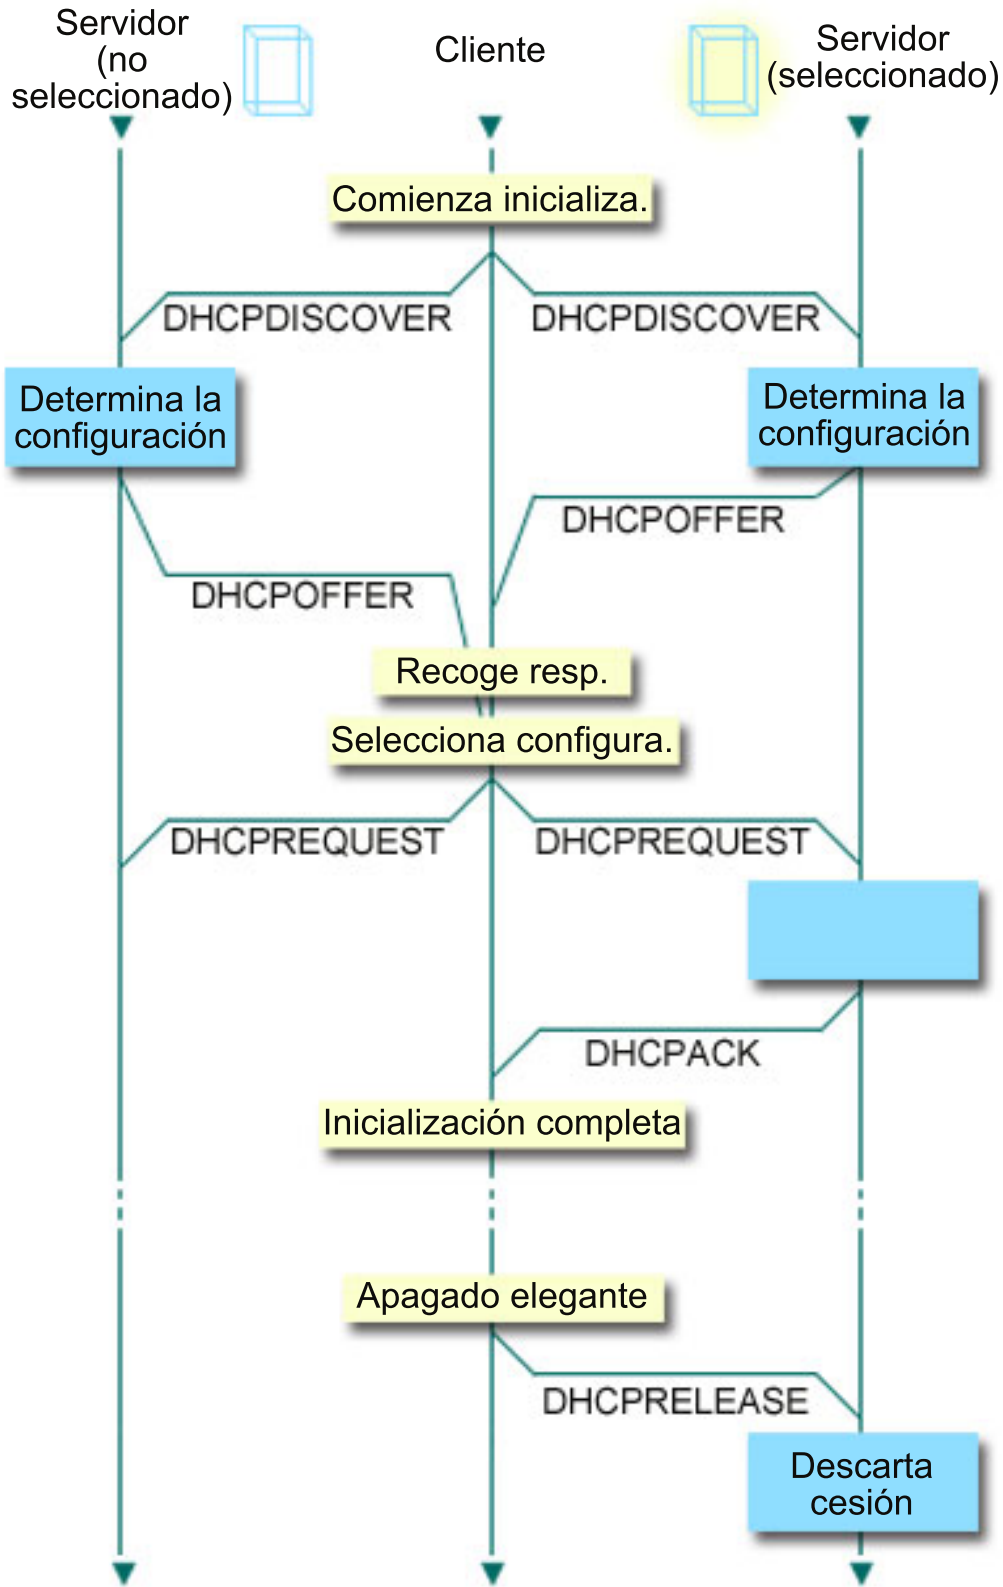 Servidor
(no
seleccionado)
Cliente
Servidor
(seleccionado)
Comienza inicializa.
DHCPDISCOVER
DHCPDISCOVER
Determina la
configuración
Determina la
configuración
DHCPOFFER
DHCPOFFER
Recoge resp.
Selecciona configura.
DHCPREQUEST
DHCPREQUEST
DHCPACK
Inicialización completa
Apagado elegante
DHCPRELEASE
Descarta
cesión